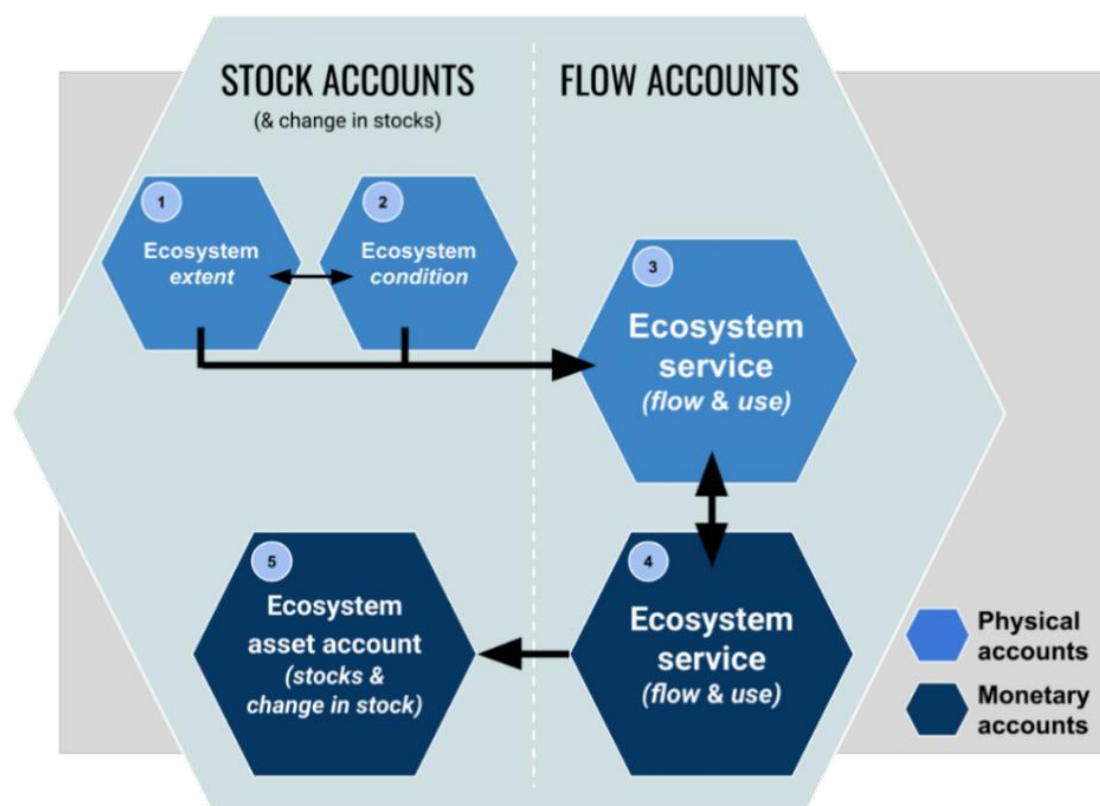 STOCK ACCOUNTS
(& change in stocks)
FLOW ACCOUNTS
1
Ecosystem
extent
2
Ecosystem
condition
3
Ecosystem
service
(flow & use)
5
Ecosystem
asset account
(stocks &
change in stock)
4
Ecosystem
service
(flow & use)
Physical
accounts
Monetary
accounts